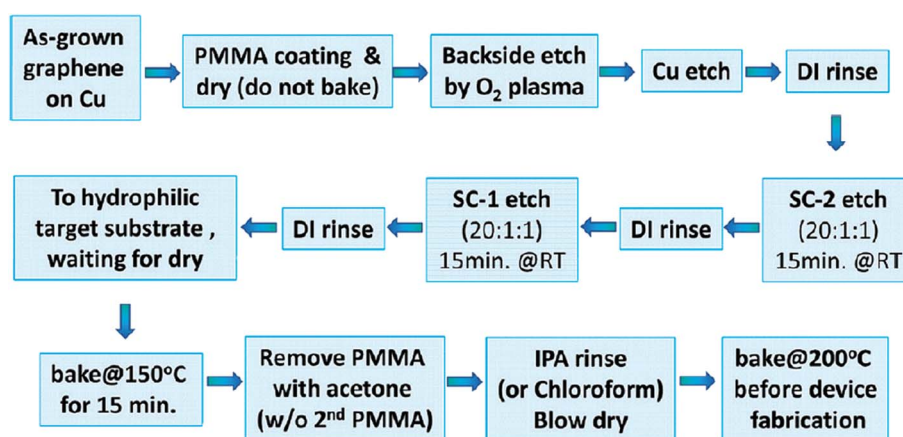 As-grown
graphene
on Cu
PMMA coating &
dry (do not bake)
Backside etch
by O₂ plasma
Cu etch
DI rinse
SC-2 etch
(20:1:1)
15min. @RT
DI rinse
SC-1 etch
(20:1:1)
15min. @RT
DI rinse
To hydrophilic
target substrate ,
waiting for dry
bake@150°C
for 15 min.
Remove PMMA
with acetone
(w/o 2ⁿᵈ PMMA)
IPA rinse
(or Chloroform)
Blow dry
bake@200°C
before device
fabrication